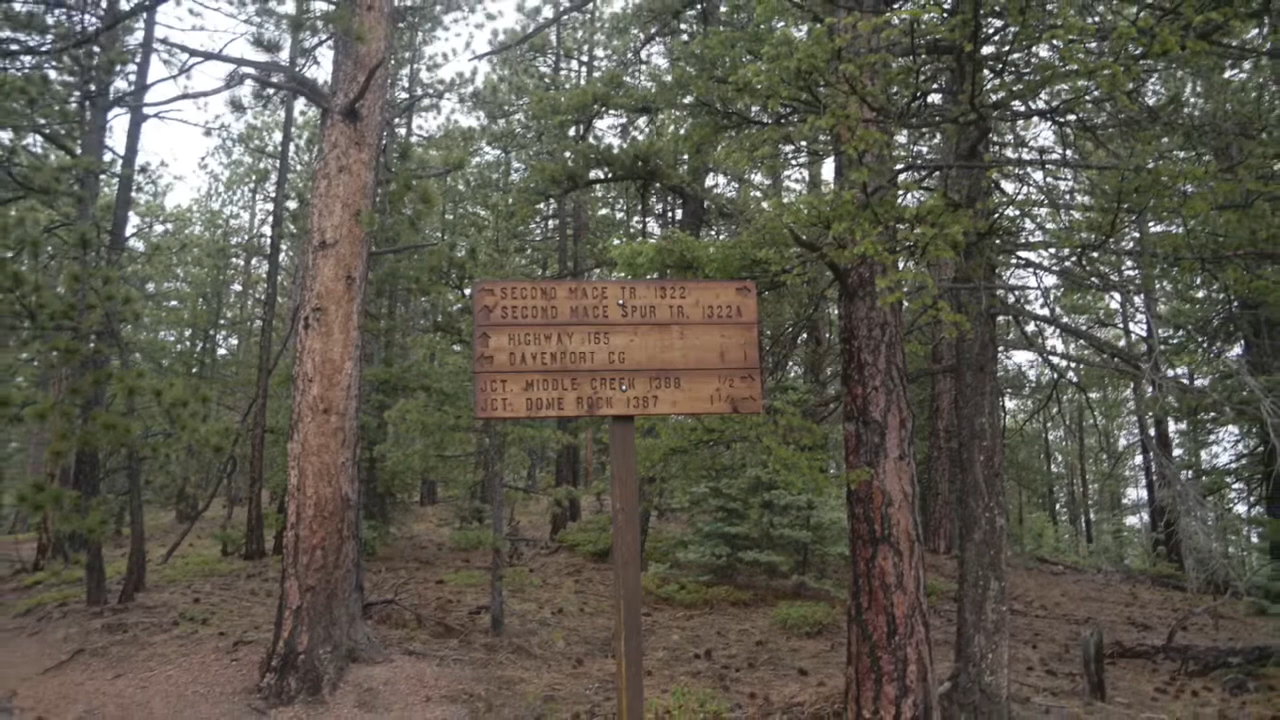 SECOND MACE TR. 1322
SECOND MACE SPUR TR. 1322A
HIGHWAY 165
DAVENPORT CG 1
JCT. MIDDLE CREEK 1388 1/2
JCT. DOME ROCK 1387